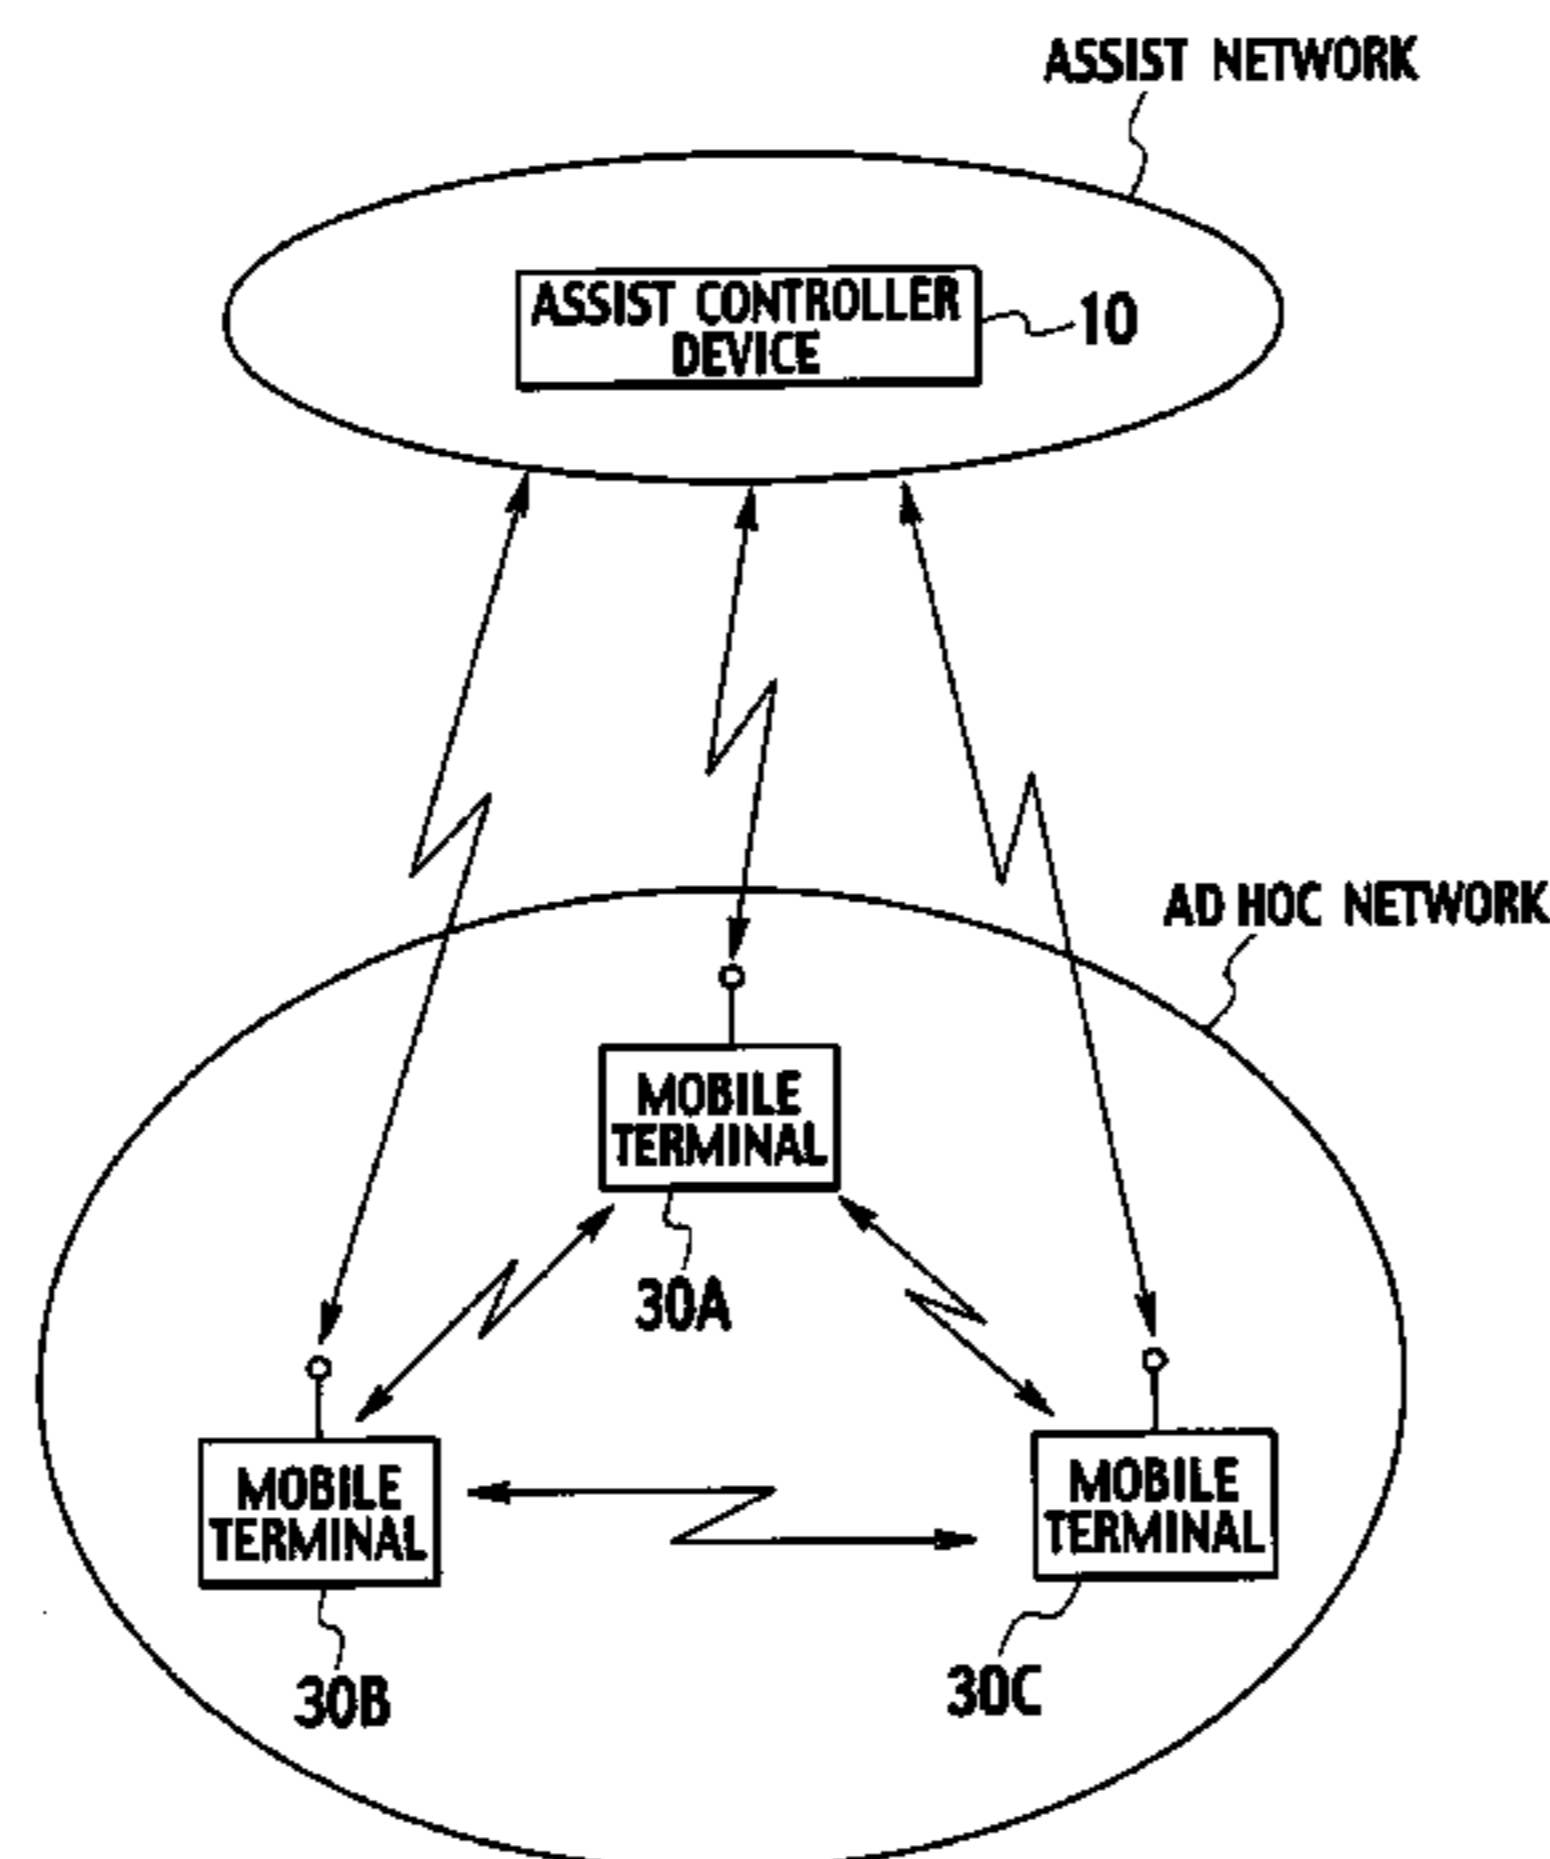 ASSIST NETWORK
ASSIST CONTROLLER
DEVICE
10
AD HOC NETWORK
MOBILE
TERMINAL
30A
MOBILE
TERMINAL
30B
MOBILE
TERMINAL
30C